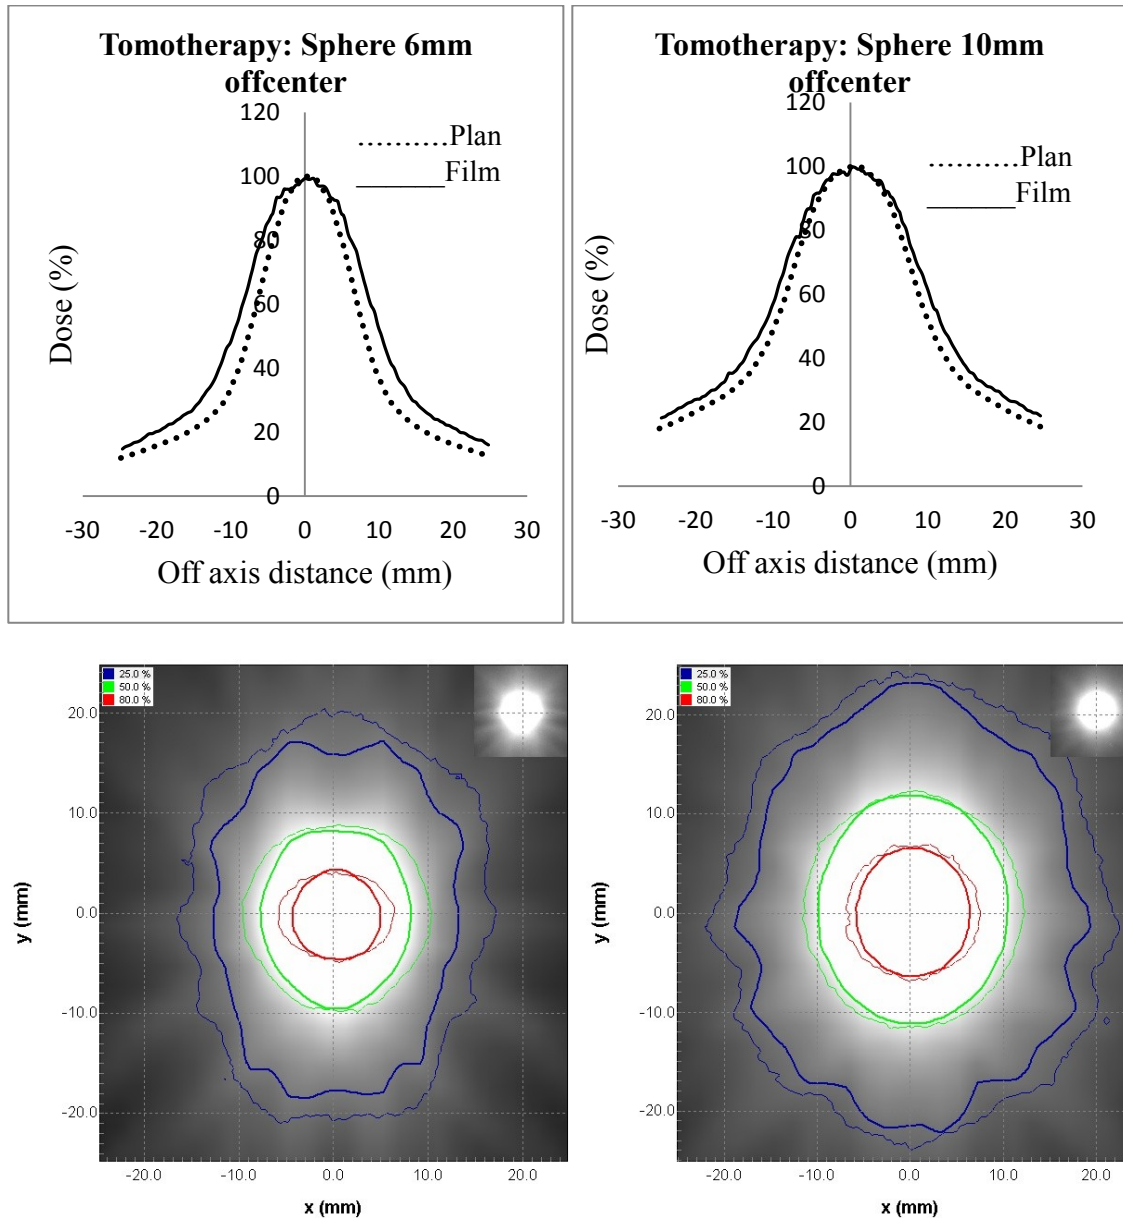 Tomotherapy: Sphere 6mm
offcenter
120
100
80
60
40
20
0
-30 -20 -10 0 10 20 30
Dose (%)
Off axis distance (mm)
..........Plan
________Film
Tomotherapy: Sphere 10mm
offcenter
120
100
80
60
40
20
0
-30 -20 -10 0 10 20 30
Dose (%)
Off axis distance (mm)
..........Plan
________Film
25.0 %
50.0 %
80.0 %
20.0
10.0
0.0
-10.0
-20.0
y (mm)
-20.0 -10.0 0.0 10.0 20.0
x (mm)
25.0 %
50.0 %
80.0 %
20.0
10.0
0.0
-10.0
-20.0
y (mm)
-20.0 -10.0 0.0 10.0 20.0
x (mm)